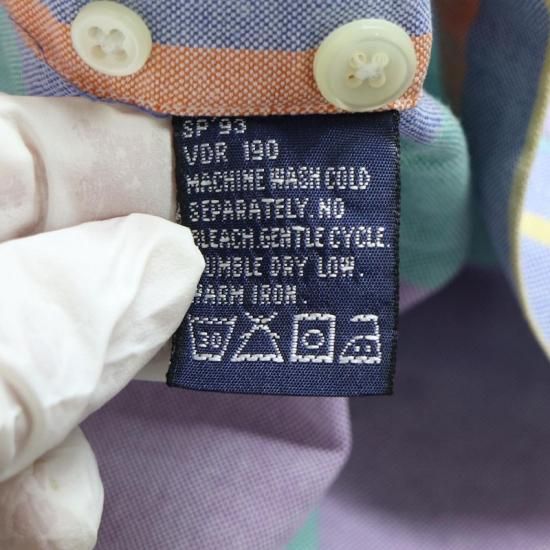 SP'93
VDR 190
MACHINE WASH COLD
SEPARATELY. NO
BLEACH. GENTLE CYCLE.
TUMBLE DRY LOW.
WARM IRON.
30